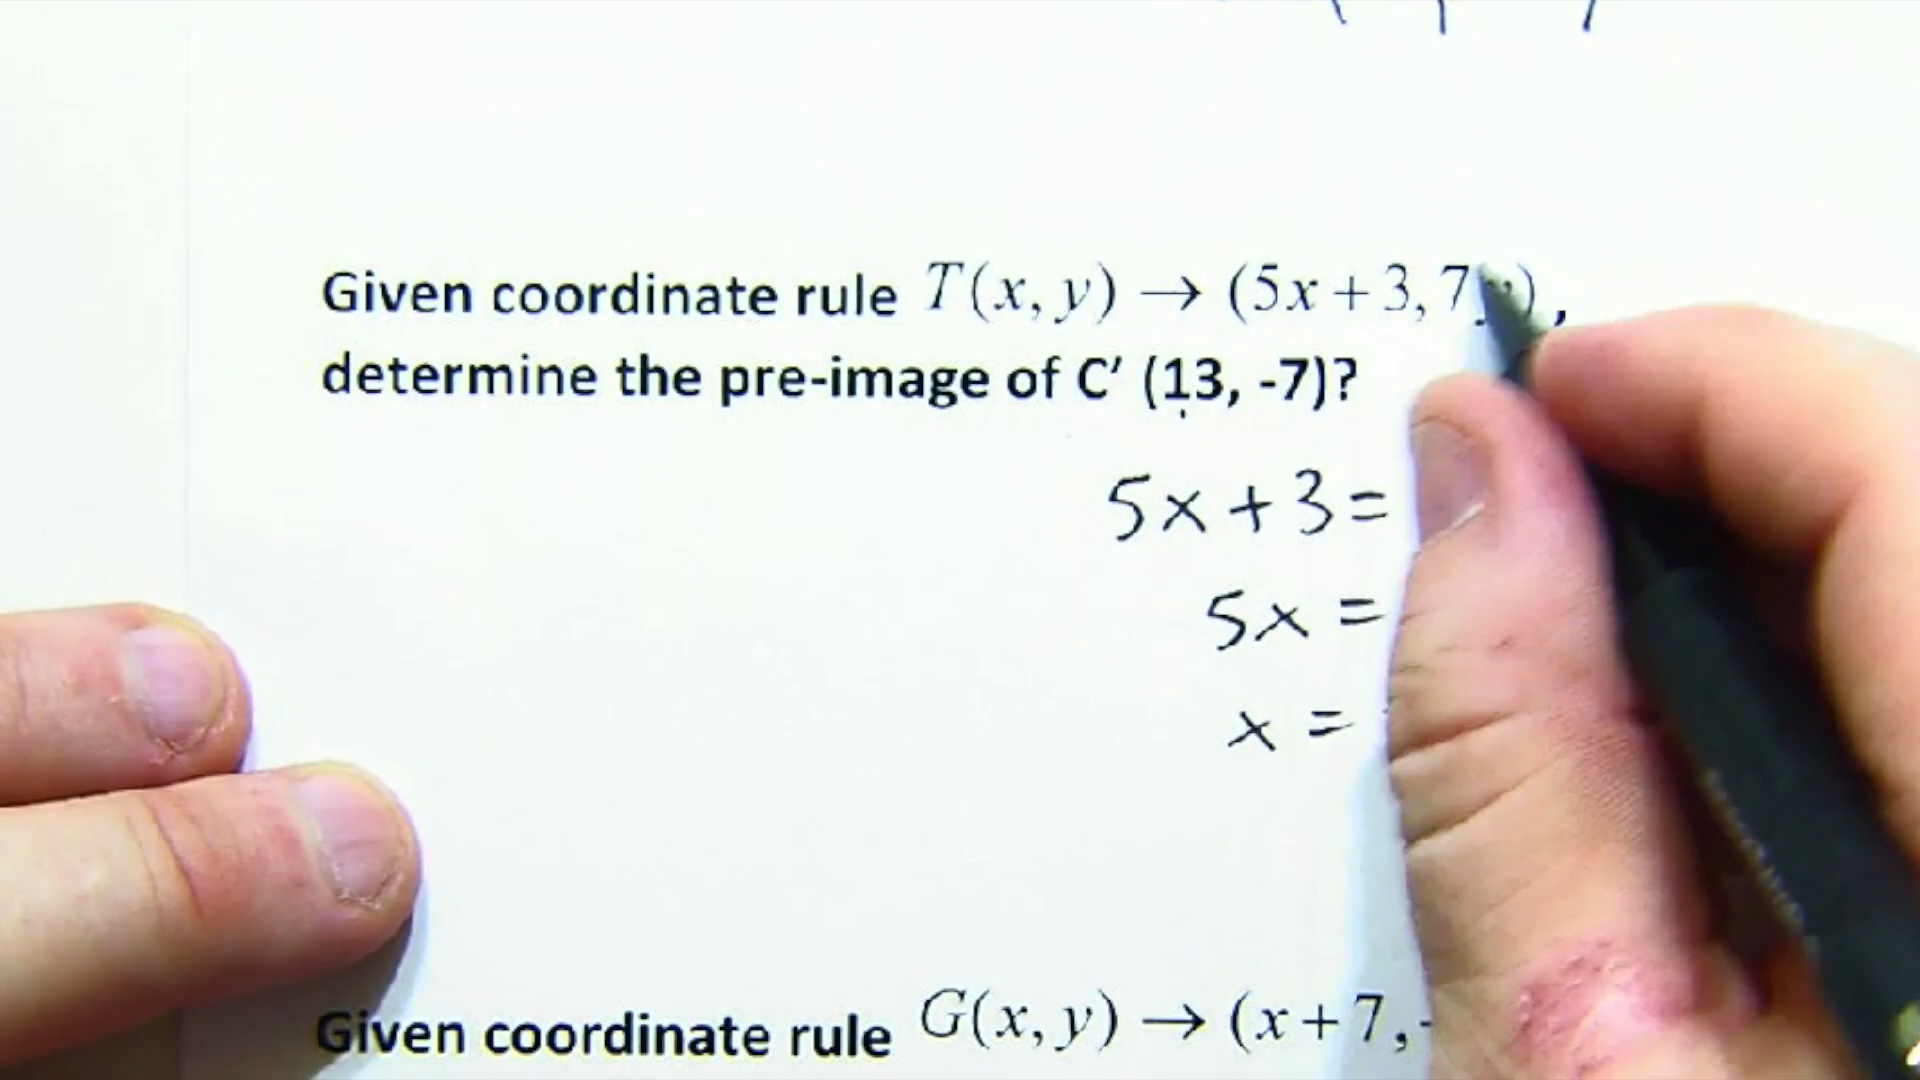 Given coordinate rule T(x, y) → (5x + 3, 7y),
determine the pre-image of C′ (13, -7)?
5x + 3 =
5x =
x =
Given coordinate rule G(x, y) → (x + 7, -